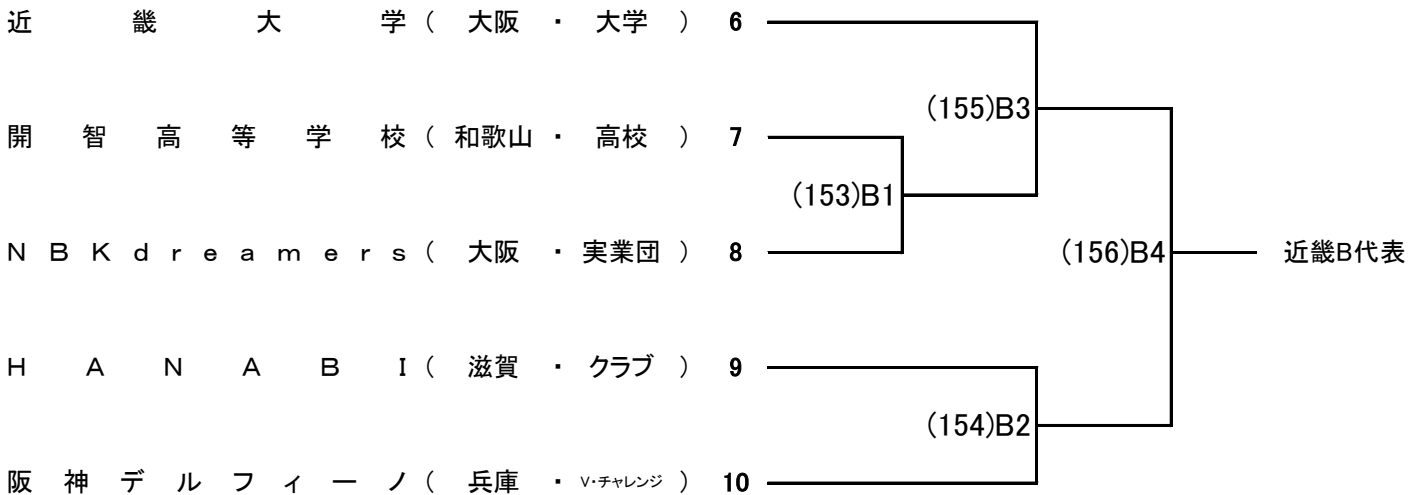 近畿大学(大阪・大学) 6
(155)B3
開智高等学校(和歌山・高校) 7
(153)B1
NBKdreamers(大阪・実業団) 8
(156)B4
近畿B代表
HANABI(滋賀・クラブ) 9
(154)B2
阪神デルフィーノ(兵庫・V・チャレンジ) 10